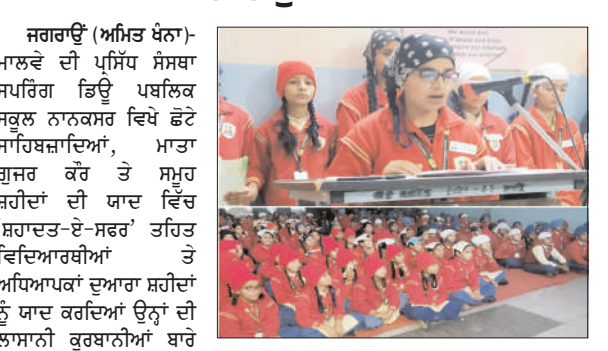 ਜਗਰਾਉਂ (ਅਮਿਤ ਖੰਨਾ)-
ਮਾਲਵੇ ਦੀ ਪ੍ਰਸਿੱਧ ਸੰਸਥਾ
ਸਪਰਿੰਗ ਡਿਊ ਪਬਲਿਕ
ਸਕੂਲ ਨਾਨਕਸਰ ਵਿਖੇ ਛੋਟੇ
ਸਾਹਿਬਜ਼ਾਦਿਆਂ, ਮਾਤਾ
ਗੁਜਰ ਕੌਰ ਤੇ ਸਮੂਹ
ਸ਼ਹੀਦਾਂ ਦੀ ਯਾਦ ਵਿੱਚ
'ਸ਼ਹਾਦਤ-ਏ-ਸਫਰ' ਤਹਿਤ
ਵਿਦਿਆਰਥੀਆਂ ਤੇ
ਅਧਿਆਪਕਾਂ ਦੁਆਰਾ ਸ਼ਹੀਦਾਂ
ਨੂੰ ਯਾਦ ਕਰਦਿਆਂ ਉਨ੍ਹਾਂ ਦੀ
ਲਾਸਾਨੀ ਕੁਰਬਾਨੀਆਂ ਬਾਰੇ